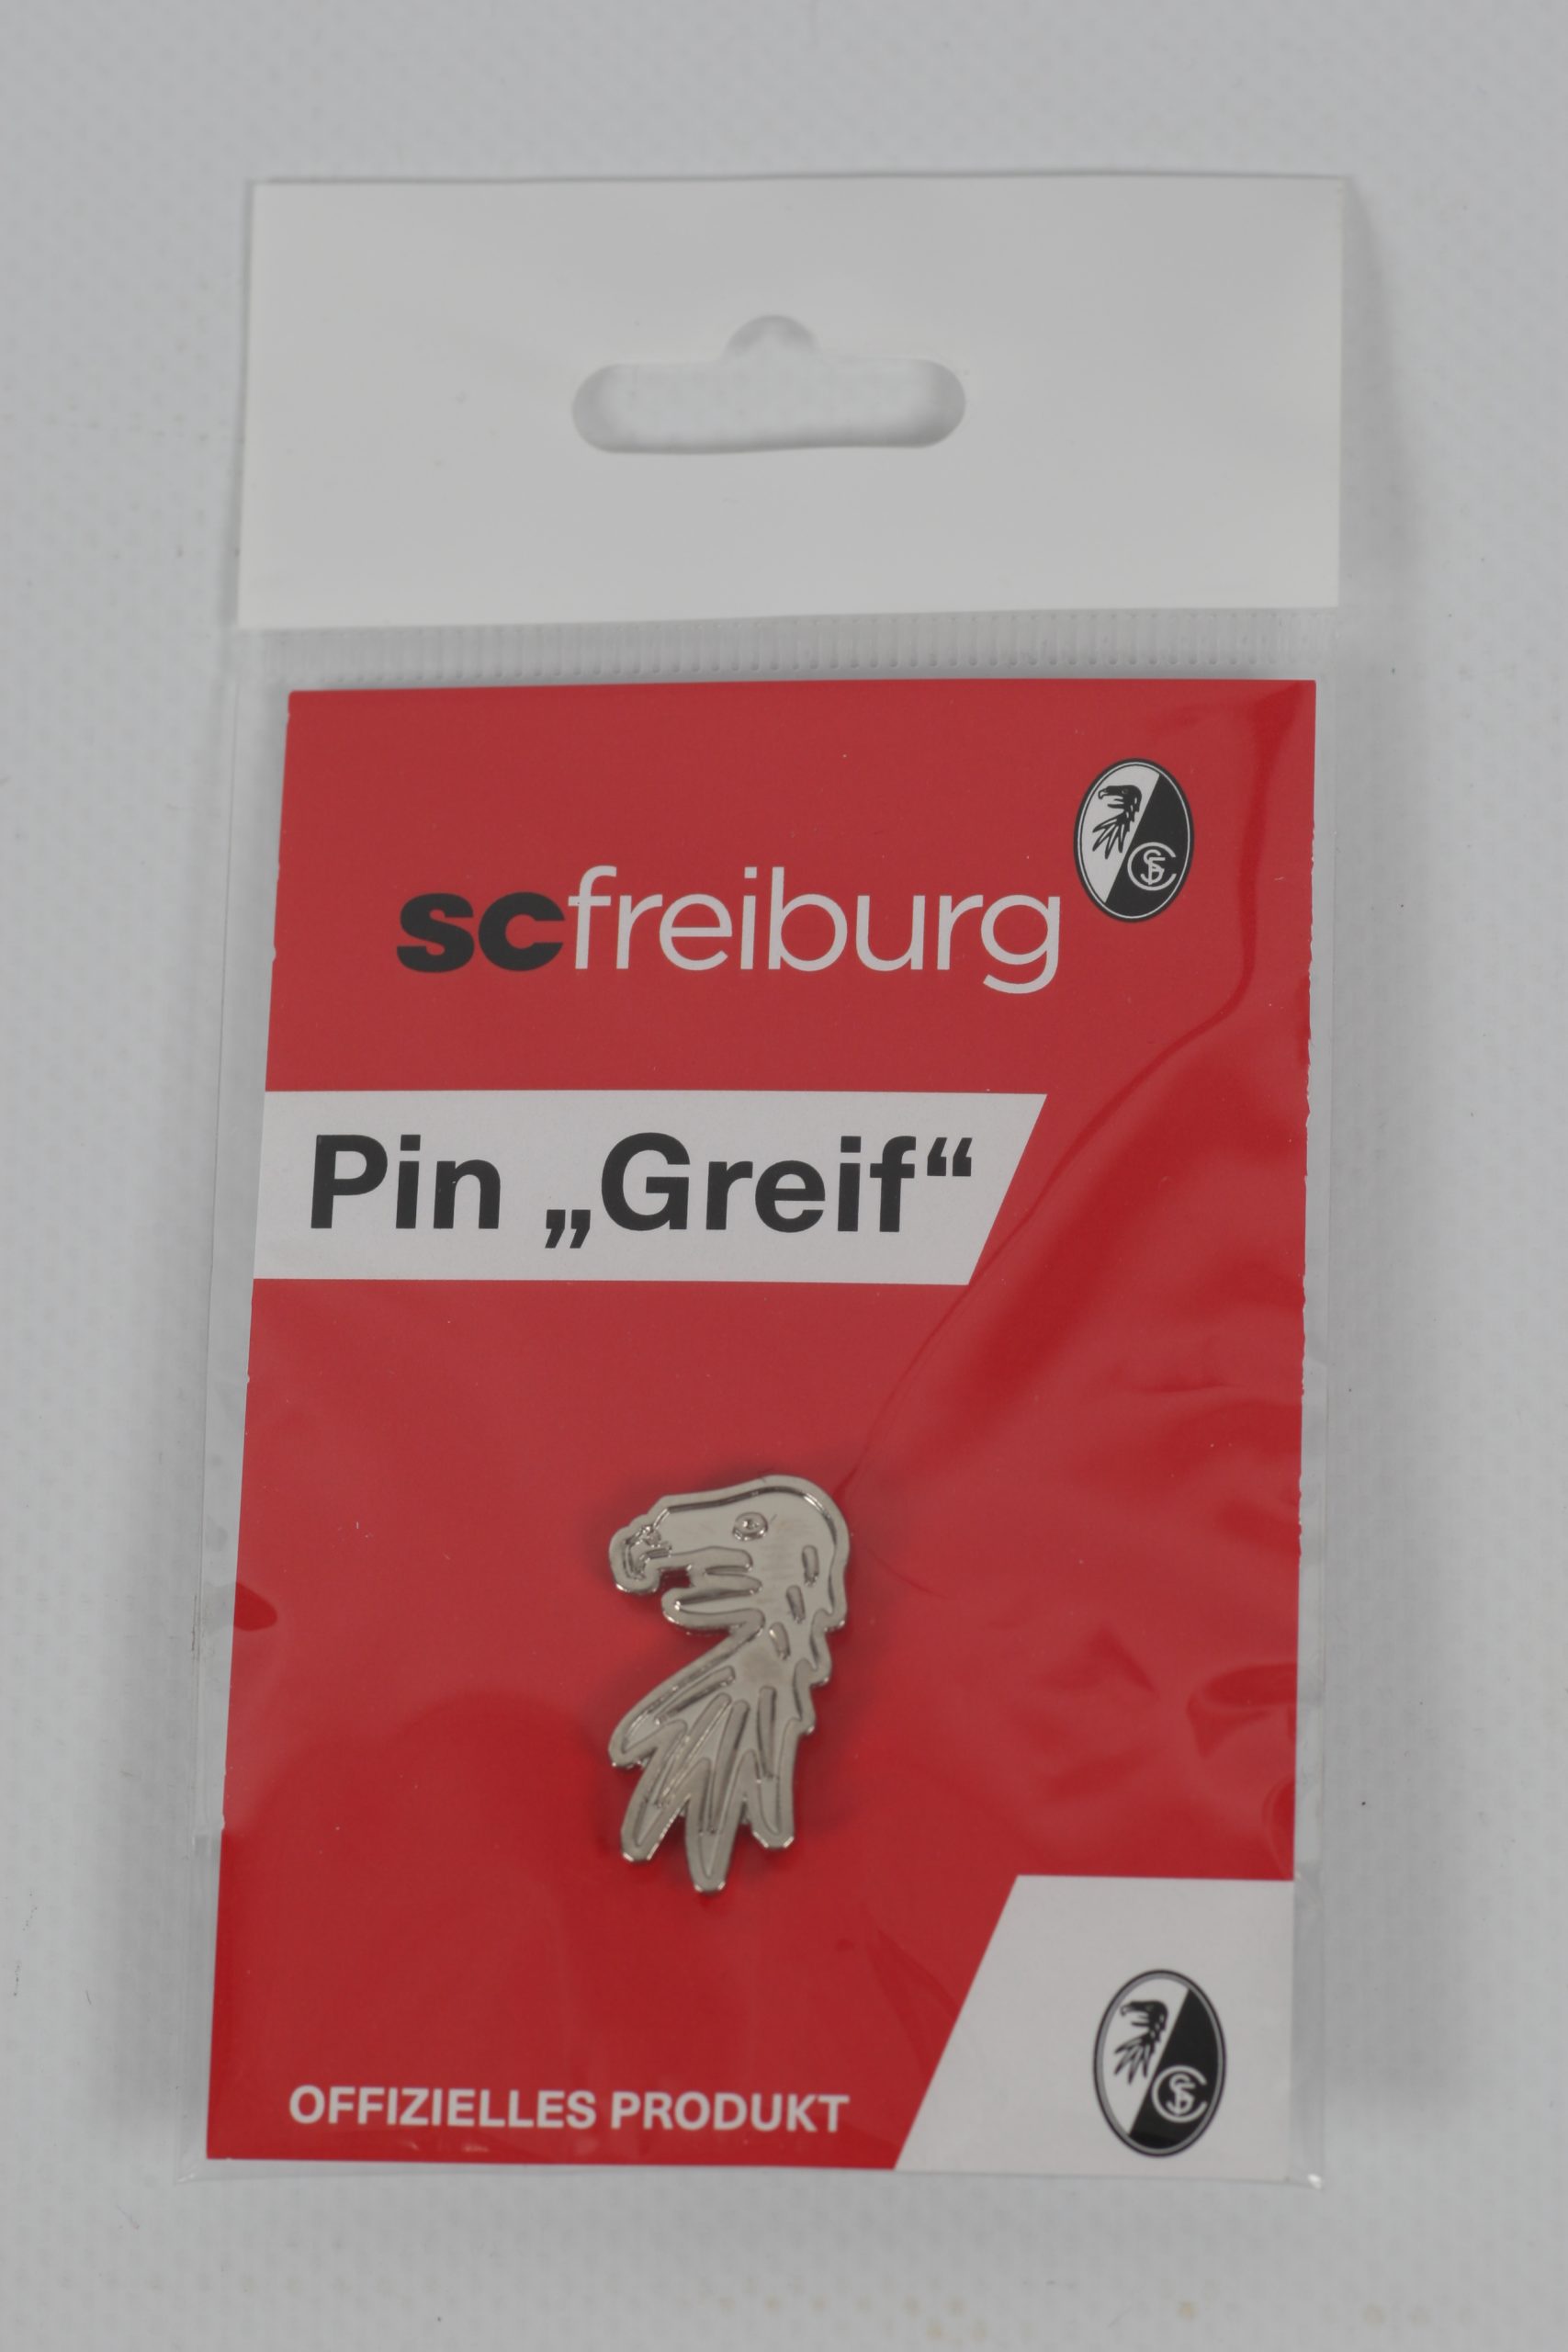 scfreiburg
Pin „Greif“
OFFIZIELLES PRODUKT